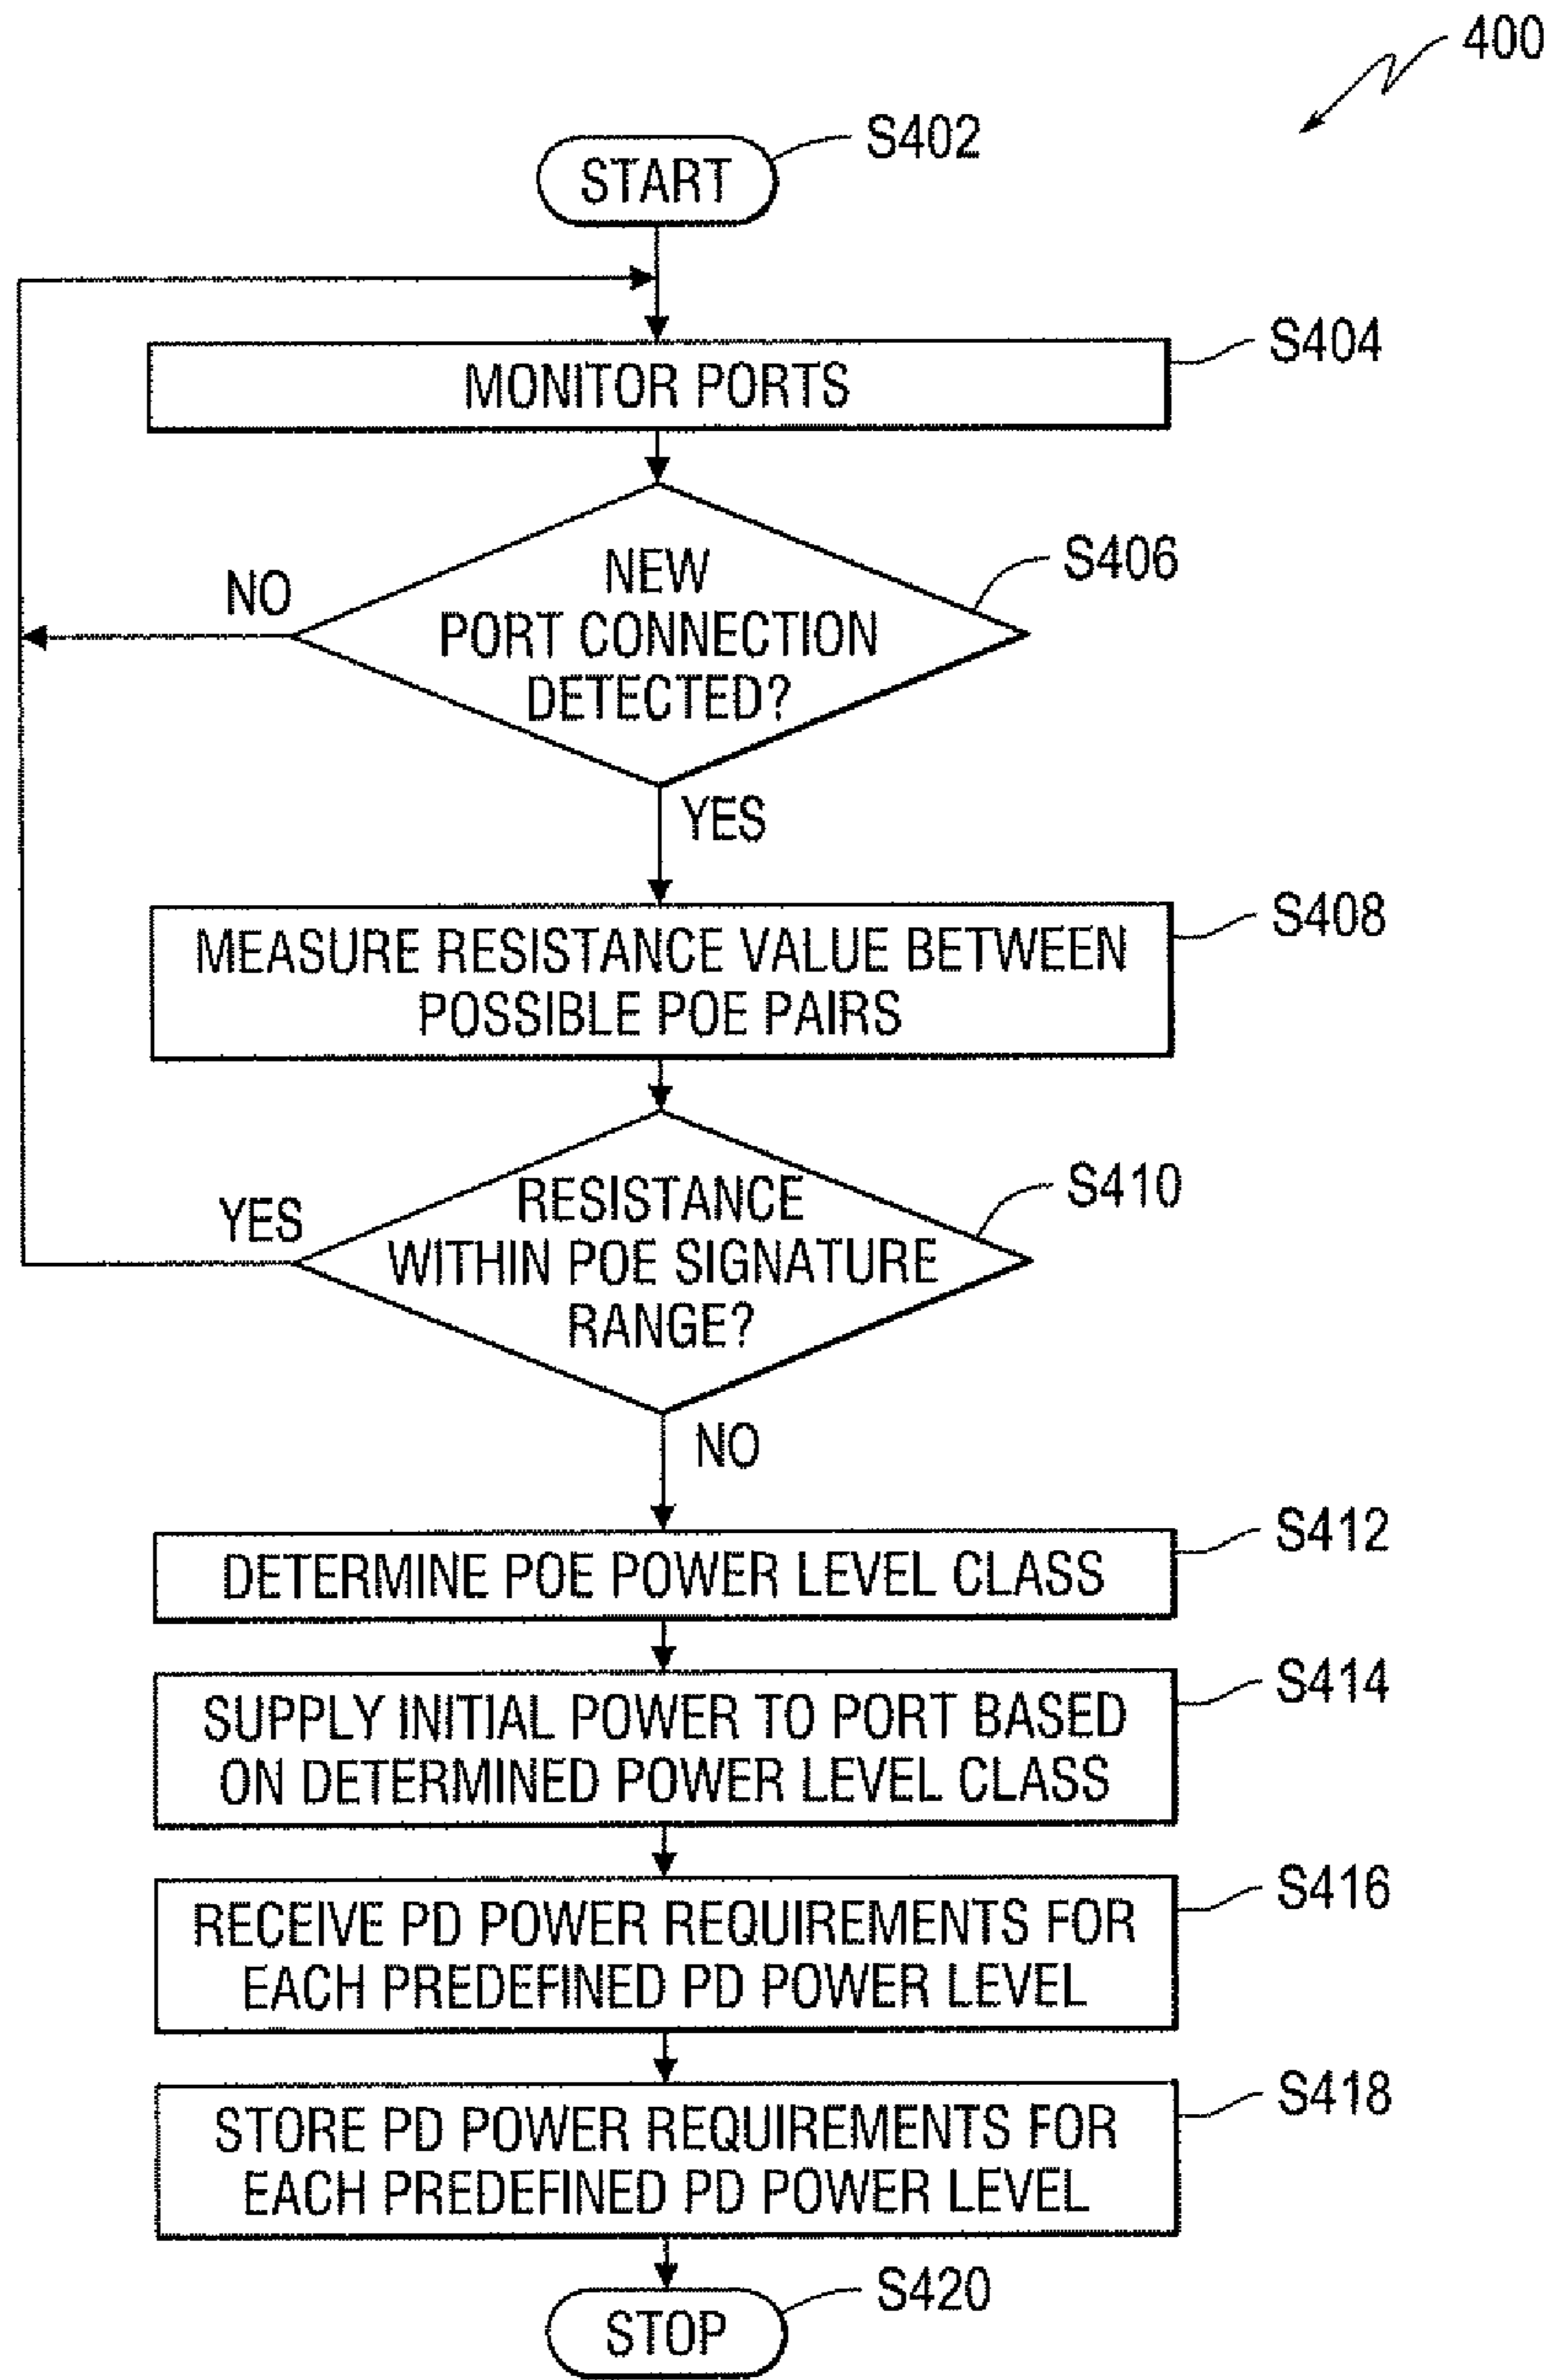 400
START
S402
MONITOR PORTS
S404
NEW
PORT CONNECTION
DETECTED?
S406
NO
YES
MEASURE RESISTANCE VALUE BETWEEN
POSSIBLE POE PAIRS
S408
RESISTANCE
WITHIN POE SIGNATURE
RANGE?
S410
YES
NO
DETERMINE POE POWER LEVEL CLASS
S412
SUPPLY INITIAL POWER TO PORT BASED
ON DETERMINED POWER LEVEL CLASS
S414
RECEIVE PD POWER REQUIREMENTS FOR
EACH PREDEFINED PD POWER LEVEL
S416
STORE PD POWER REQUIREMENTS FOR
EACH PREDEFINED PD POWER LEVEL
S418
STOP
S420